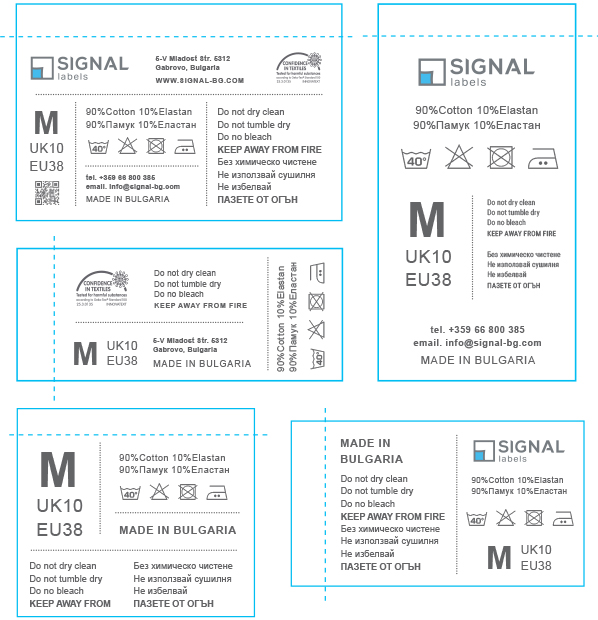 SIGNAL
labels
5-V Mladost Str. 5312
Gabrovo, Bulgaria
WWW.SIGNAL-BG.COM
CONFIDENCE
IN TEXTILES
Tested for harmful substances
M
UK10
EU38
90%Cotton 10%Elastan
90%Памук 10%Еластан
40°
tel. +359 66 800 385
email. info@signal-bg.com
MADE IN BULGARIA
Do not dry clean
Do not tumble dry
Do no bleach
KEEP AWAY FROM FIRE
Без химическо чистене
Не използвай сушилня
Не избелвай
ПАЗЕТЕ ОТ ОГЪН
SIGNAL
labels
90%Cotton 10%Elastan
90%Памук 10%Еластан
40°
M
UK10
EU38
Do not dry clean
Do not tumble dry
Do no bleach
KEEP AWAY FROM FIRE
Без химическо чистене
Не използвай сушилня
Не избелвай
ПАЗЕТЕ ОТ ОГЪН
tel. +359 66 800 385
email. info@signal-bg.com
MADE IN BULGARIA
CONFIDENCE
IN TEXTILES
Tested for harmful substances
Do not dry clean
Do not tumble dry
Do no bleach
KEEP AWAY FROM FIRE
M
UK10
EU38
5-V Mladost Str. 5312
Gabrovo, Bulgaria
MADE IN BULGARIA
90%Cotton 10%Elastan
90%Памук 10%Еластан
40°
M
UK10
EU38
90%Cotton 10%Elastan
90%Памук 10%Еластан
40°
MADE IN BULGARIA
Do not dry clean
Do not tumble dry
Do no bleach
KEEP AWAY FROM
Без химическо чистене
Не използвай сушилня
Не избелвай
ПАЗЕТЕ ОТ ОГЪН
MADE IN
BULGARIA
Do not dry clean
Do not tumble dry
Do no bleach
KEEP AWAY FROM FIRE
Без химическо чистене
Не използвай сушилня
Не избелвай
ПАЗЕТЕ ОТ ОГЪН
SIGNAL
labels
90%Cotton 10%Elastan
90%Памук 10%Еластан
40°
M
UK10
EU38